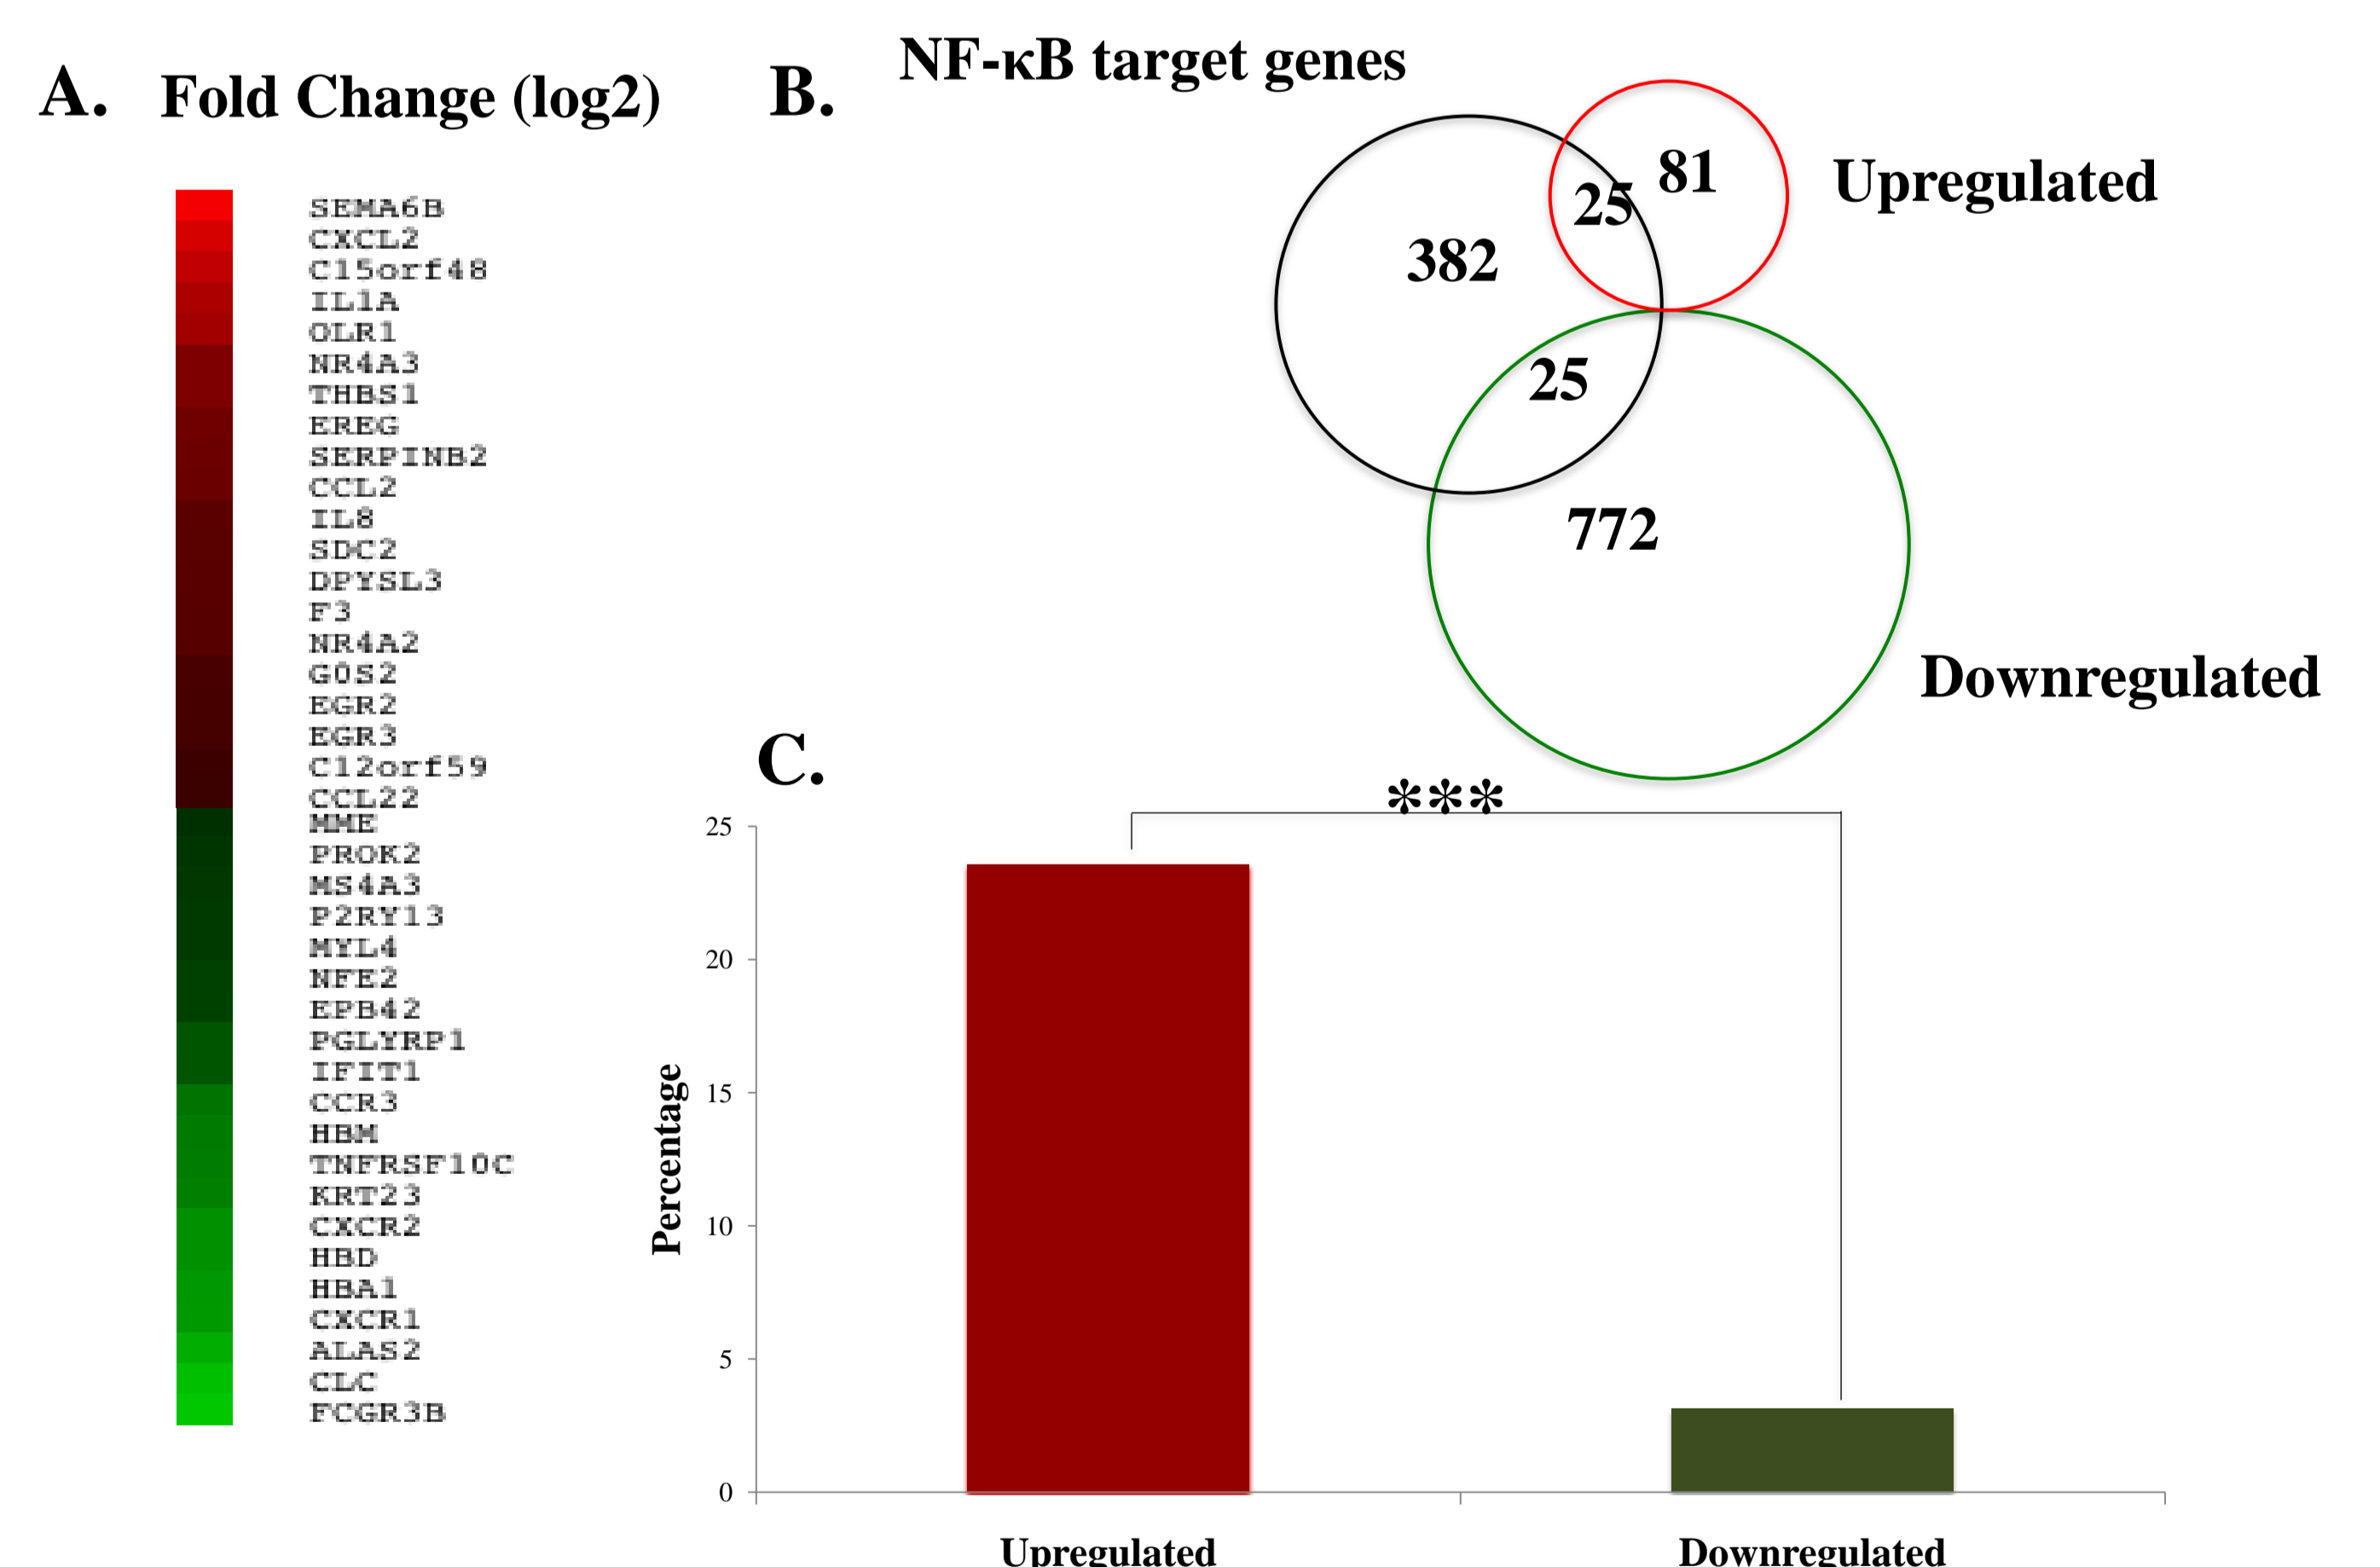 A.
Fold Change (log2)
SEMA6B
CXCL2
C15orf48
IL1A
OLR1
NR4A3
THBS1
EREG
SERPINB2
CCL2
IL8
SDC2
DPYSL3
F3
NR4A2
G0S2
EGR2
EGR3
C12orf59
CCL22
MME
PROK2
MS4A3
P2RY13
MYL4
NFE2
EPB42
PGLYRP1
IFIT1
CCR3
HBM
TNFRSF10C
KRT23
CXCR2
HBD
HBA1
CXCR1
ALAS2
CLC
FCGR3B
B.
NF-κB target genes
81
Upregulated
25
382
25
772
Downregulated
C.
***
25
20
15
10
5
0
Percentage
Upregulated
Downregulated